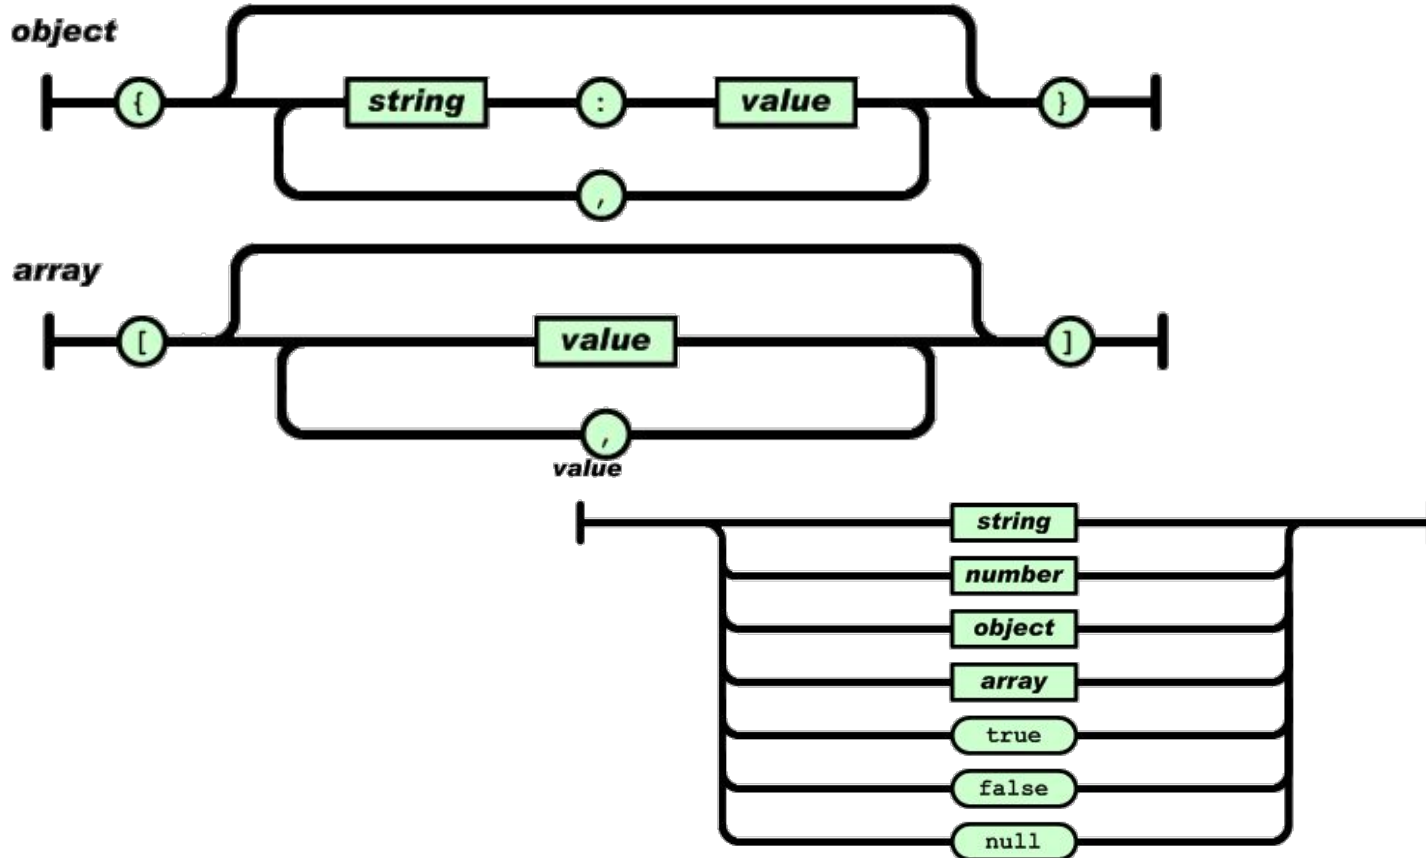 object
{ string : value }
,
array
[ value ]
,
value
string
number
object
array
true
false
null